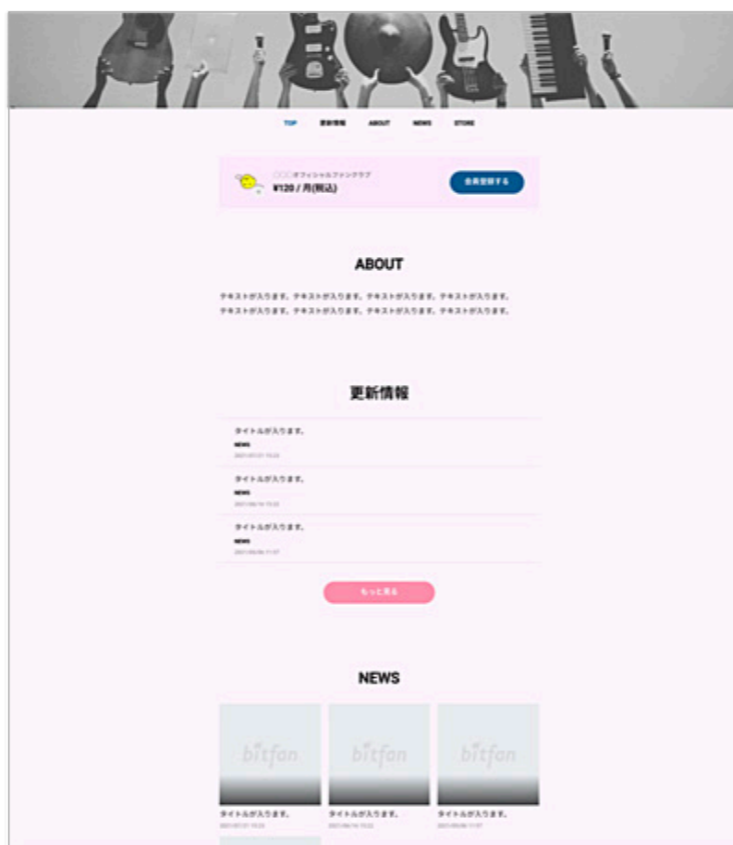 TOP 更新情報 ABOUT NEWS STORE
○○○オフィシャルファンクラブ
¥120 / 月(税込)
会員登録する
ABOUT
テキストが入ります。テキストが入ります。テキストが入ります。テキストが入ります。
テキストが入ります。テキストが入ります。テキストが入ります。テキストが入ります。
更新情報
タイトルが入ります。
NEWS
タイトルが入ります。
NEWS
タイトルが入ります。
NEWS
もっと見る
NEWS
bitfan bitfan bitfan
タイトルが入ります。 タイトルが入ります。 タイトルが入ります。